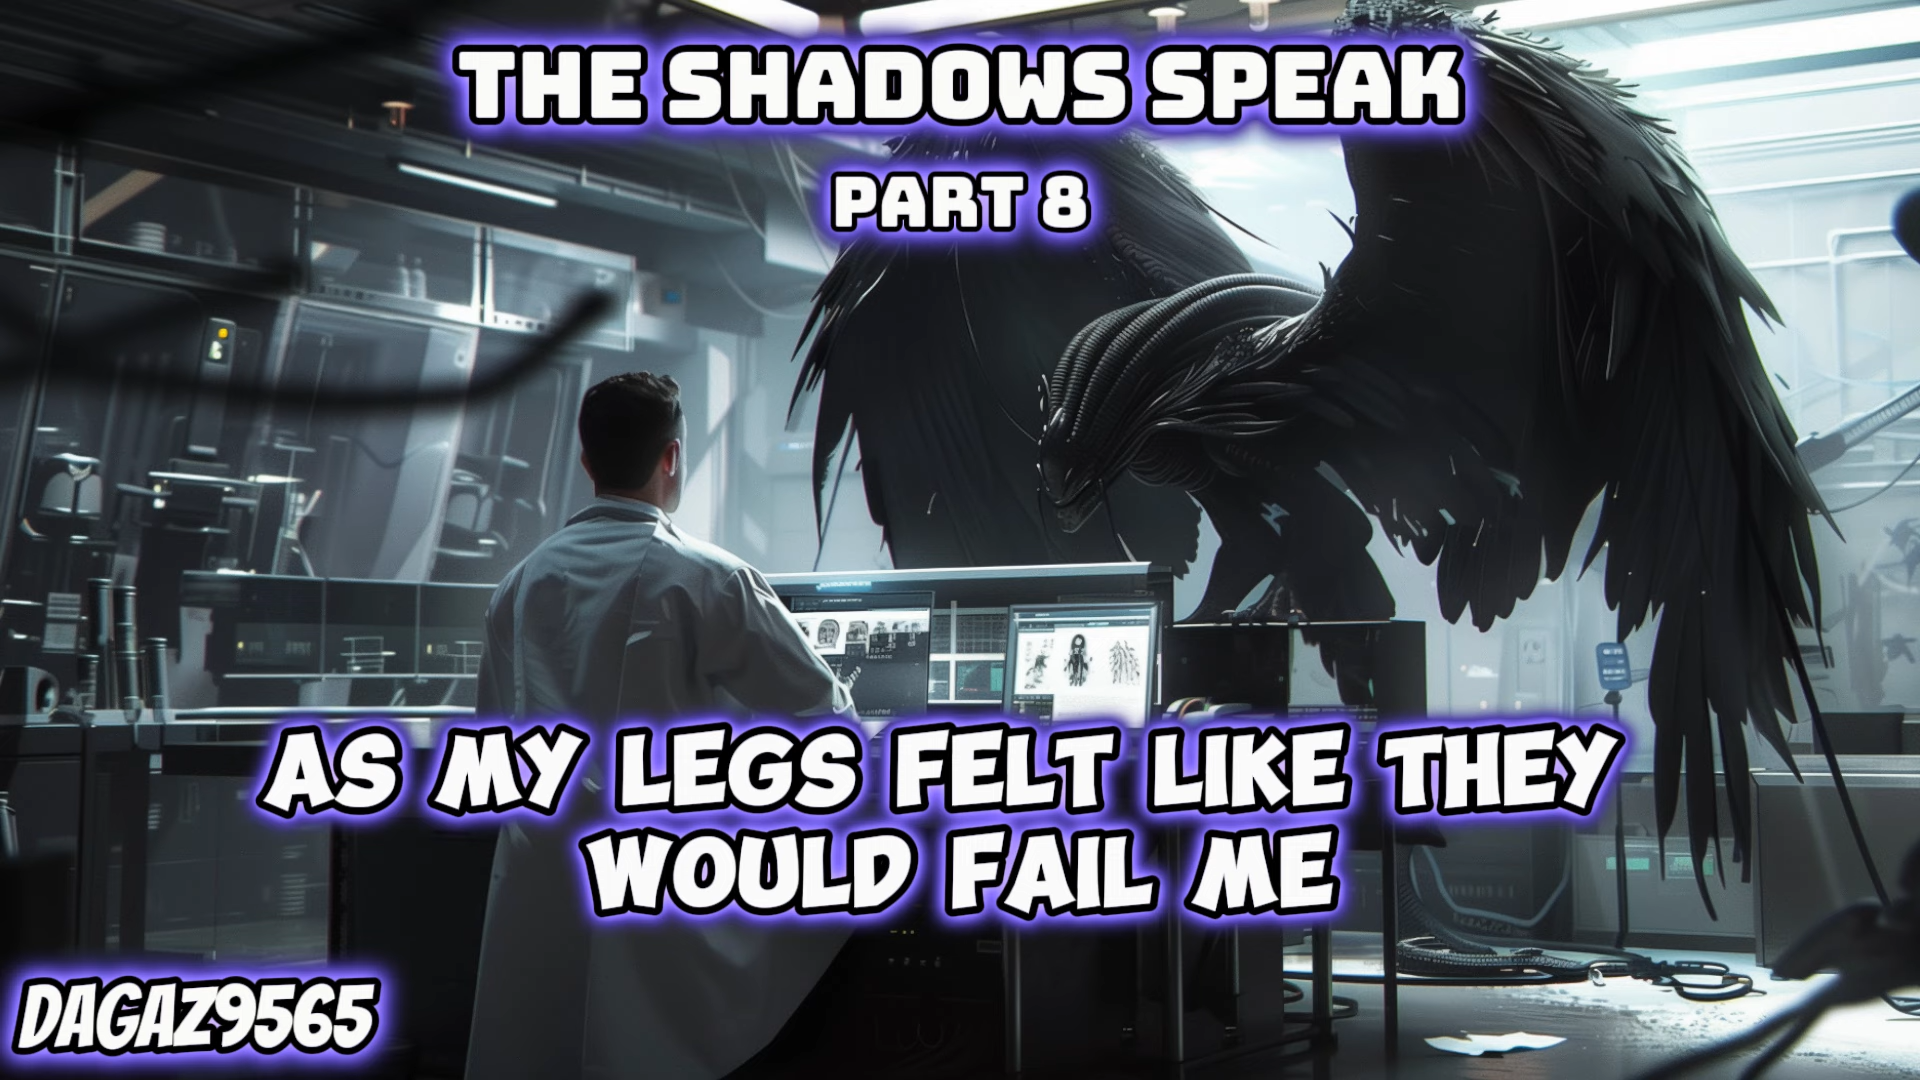 THE SHADOWS SPEAK
PART 8
AS MY LEGS FELT LIKE THEY
WOULD FAIL ME
DAGAZ9565